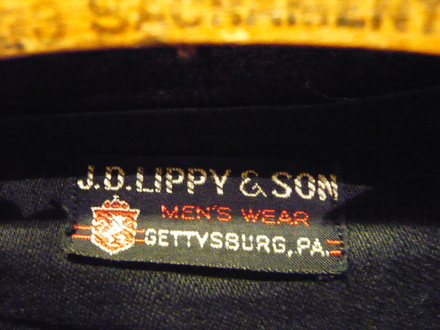 J.D. LIPPY & SON
MEN'S WEAR
GETTYSBURG, PA.